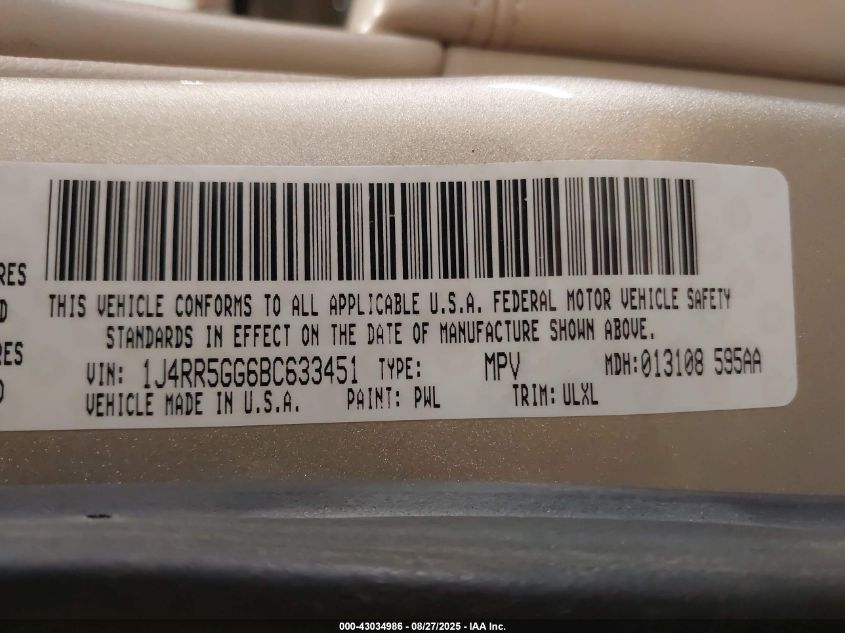 RES
THIS VEHICLE CONFORMS TO ALL APPLICABLE U.S.A. FEDERAL MOTOR VEHICLE SAFETY
D
STANDARDS IN EFFECT ON THE DATE OF MANUFACTURE SHOWN ABOVE.
RES
VIN: 1J4RR5GG6BC633451 TYPE: MPV MDH: 013108 595AA
D
VEHICLE MADE IN U.S.A. PAINT: PWL TRIM: ULXL
000-43034986 - 08/27/2025 - IAA Inc.